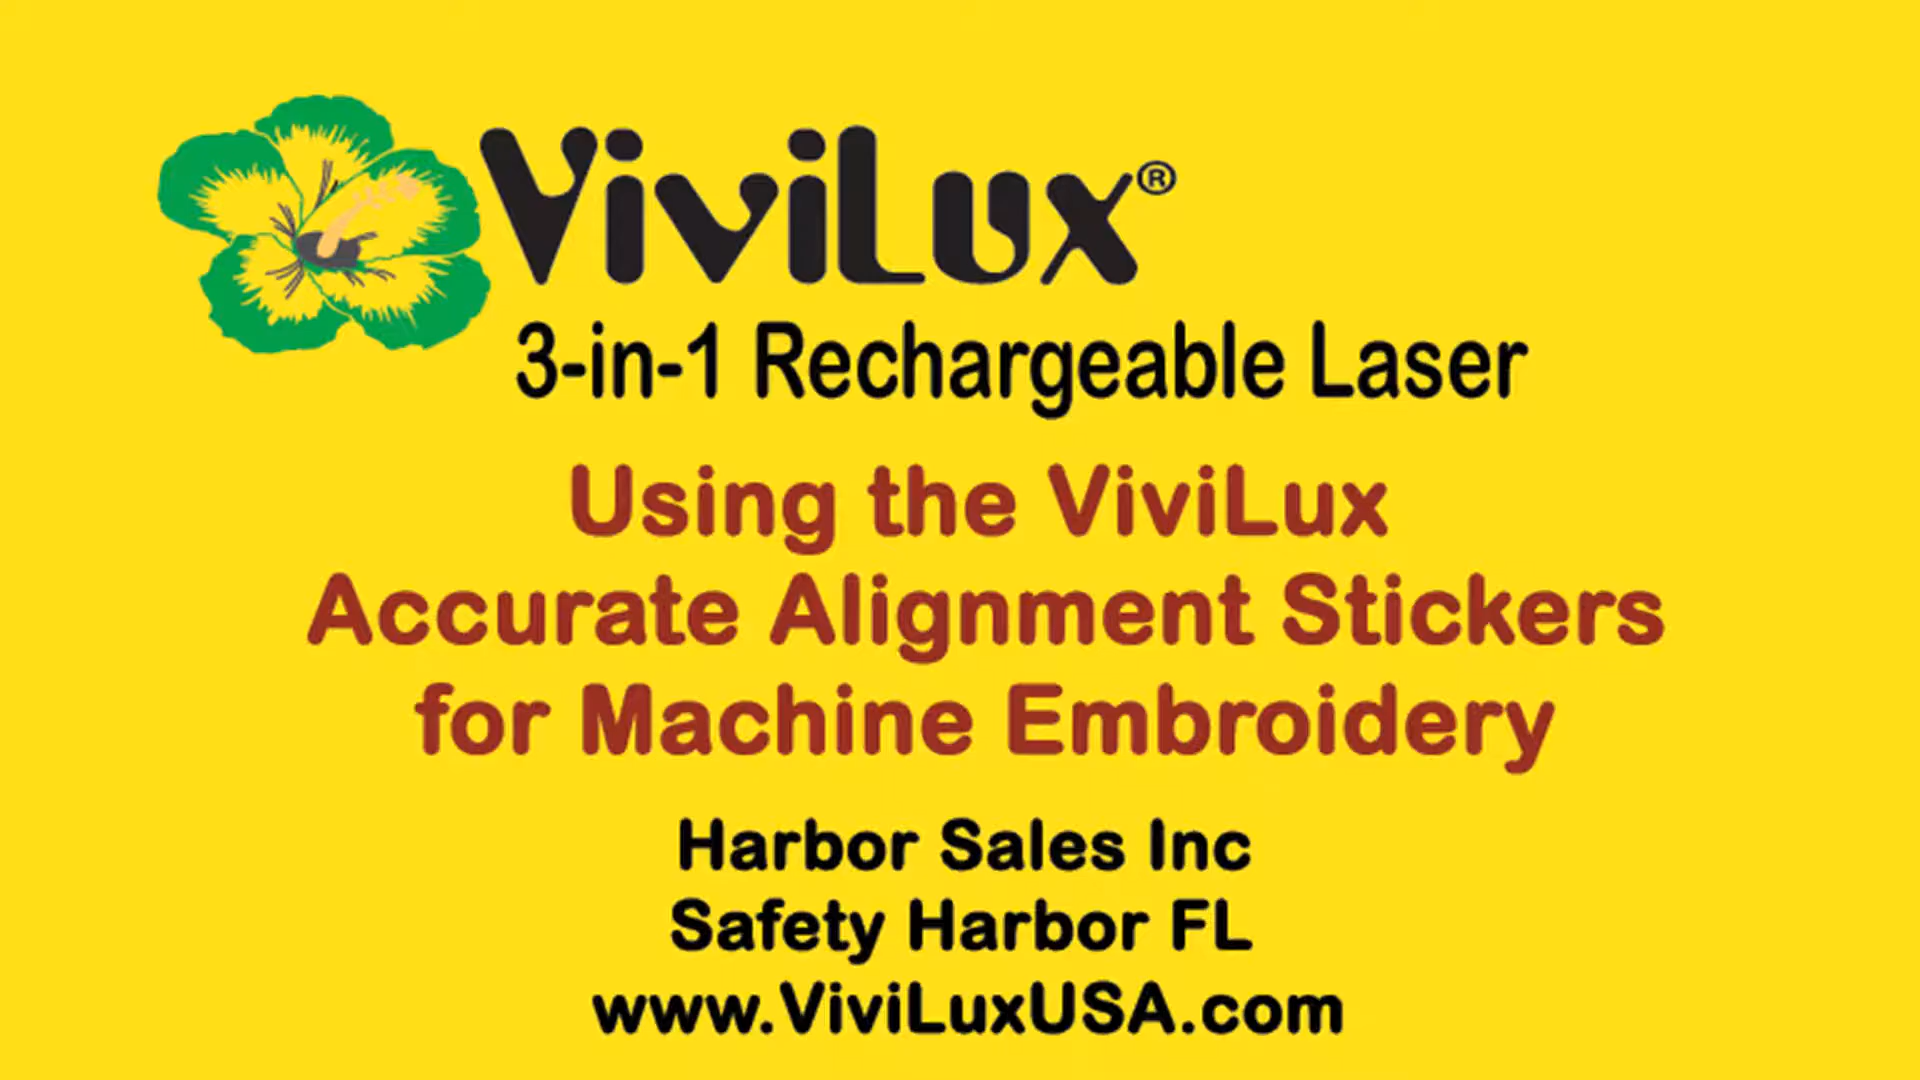 ViviLux®
3-in-1 Rechargeable Laser
Using the ViviLux
Accurate Alignment Stickers
for Machine Embroidery
Harbor Sales Inc
Safety Harbor FL
www.ViviLuxUSA.com